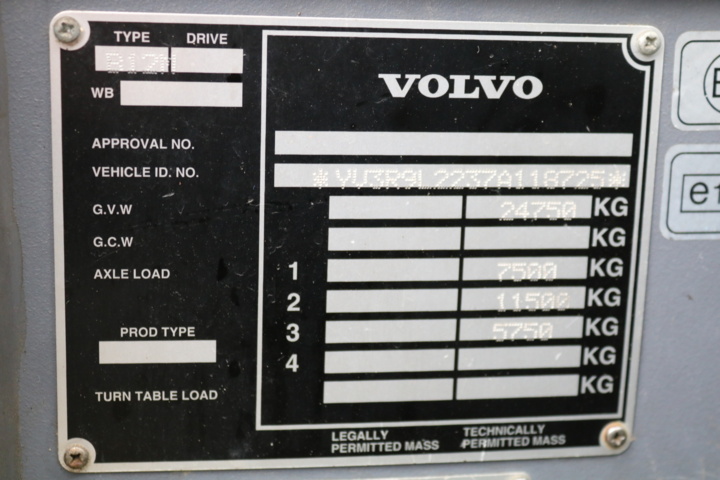 TYPE DRIVE
B12M
WB
VOLVO
APPROVAL NO.
VEHICLE ID. NO. *YV3R9L2237A118725*
G.V.W 24750 KG
G.C.W KG
AXLE LOAD 1 7500 KG
2 11500 KG
PROD TYPE 3 5750 KG
4 KG
TURN TABLE LOAD KG
LEGALLY PERMITTED MASS
TECHNICALLY PERMITTED MASS
E
e1